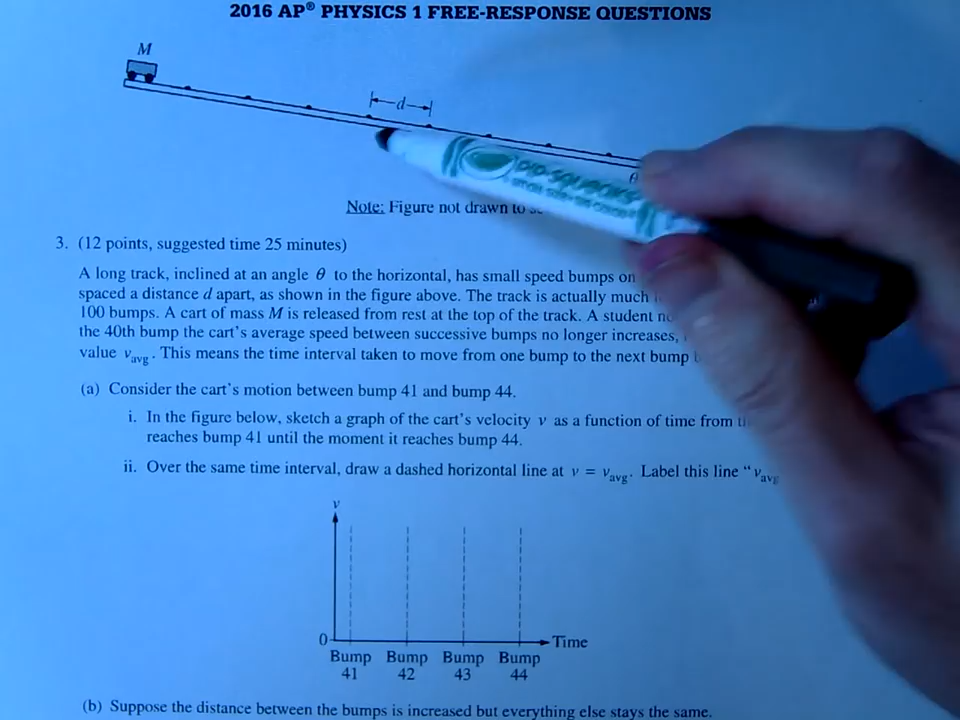 2016 AP® PHYSICS 1 FREE-RESPONSE QUESTIONS
M
d
θ
Note: Figure not drawn to
3. (12 points, suggested time 25 minutes)
A long track, inclined at an angle θ to the horizontal, has small speed bumps on
spaced a distance d apart, as shown in the figure above. The track is actually much
100 bumps. A cart of mass M is released from rest at the top of the track. A student
the 40th bump the cart's average speed between successive bumps no longer increases,
value vavg. This means the time interval taken to move from one bump to the next bump
(a) Consider the cart's motion between bump 41 and bump 44.
i. In the figure below, sketch a graph of the cart's velocity v as a function of time from
reaches bump 41 until the moment it reaches bump 44.
ii. Over the same time interval, draw a dashed horizontal line at v = vavg. Label this line "vavg
v
0
Time
Bump 41
Bump 42
Bump 43
Bump 44
(b) Suppose the distance between the bumps is increased but everything else stays the same.